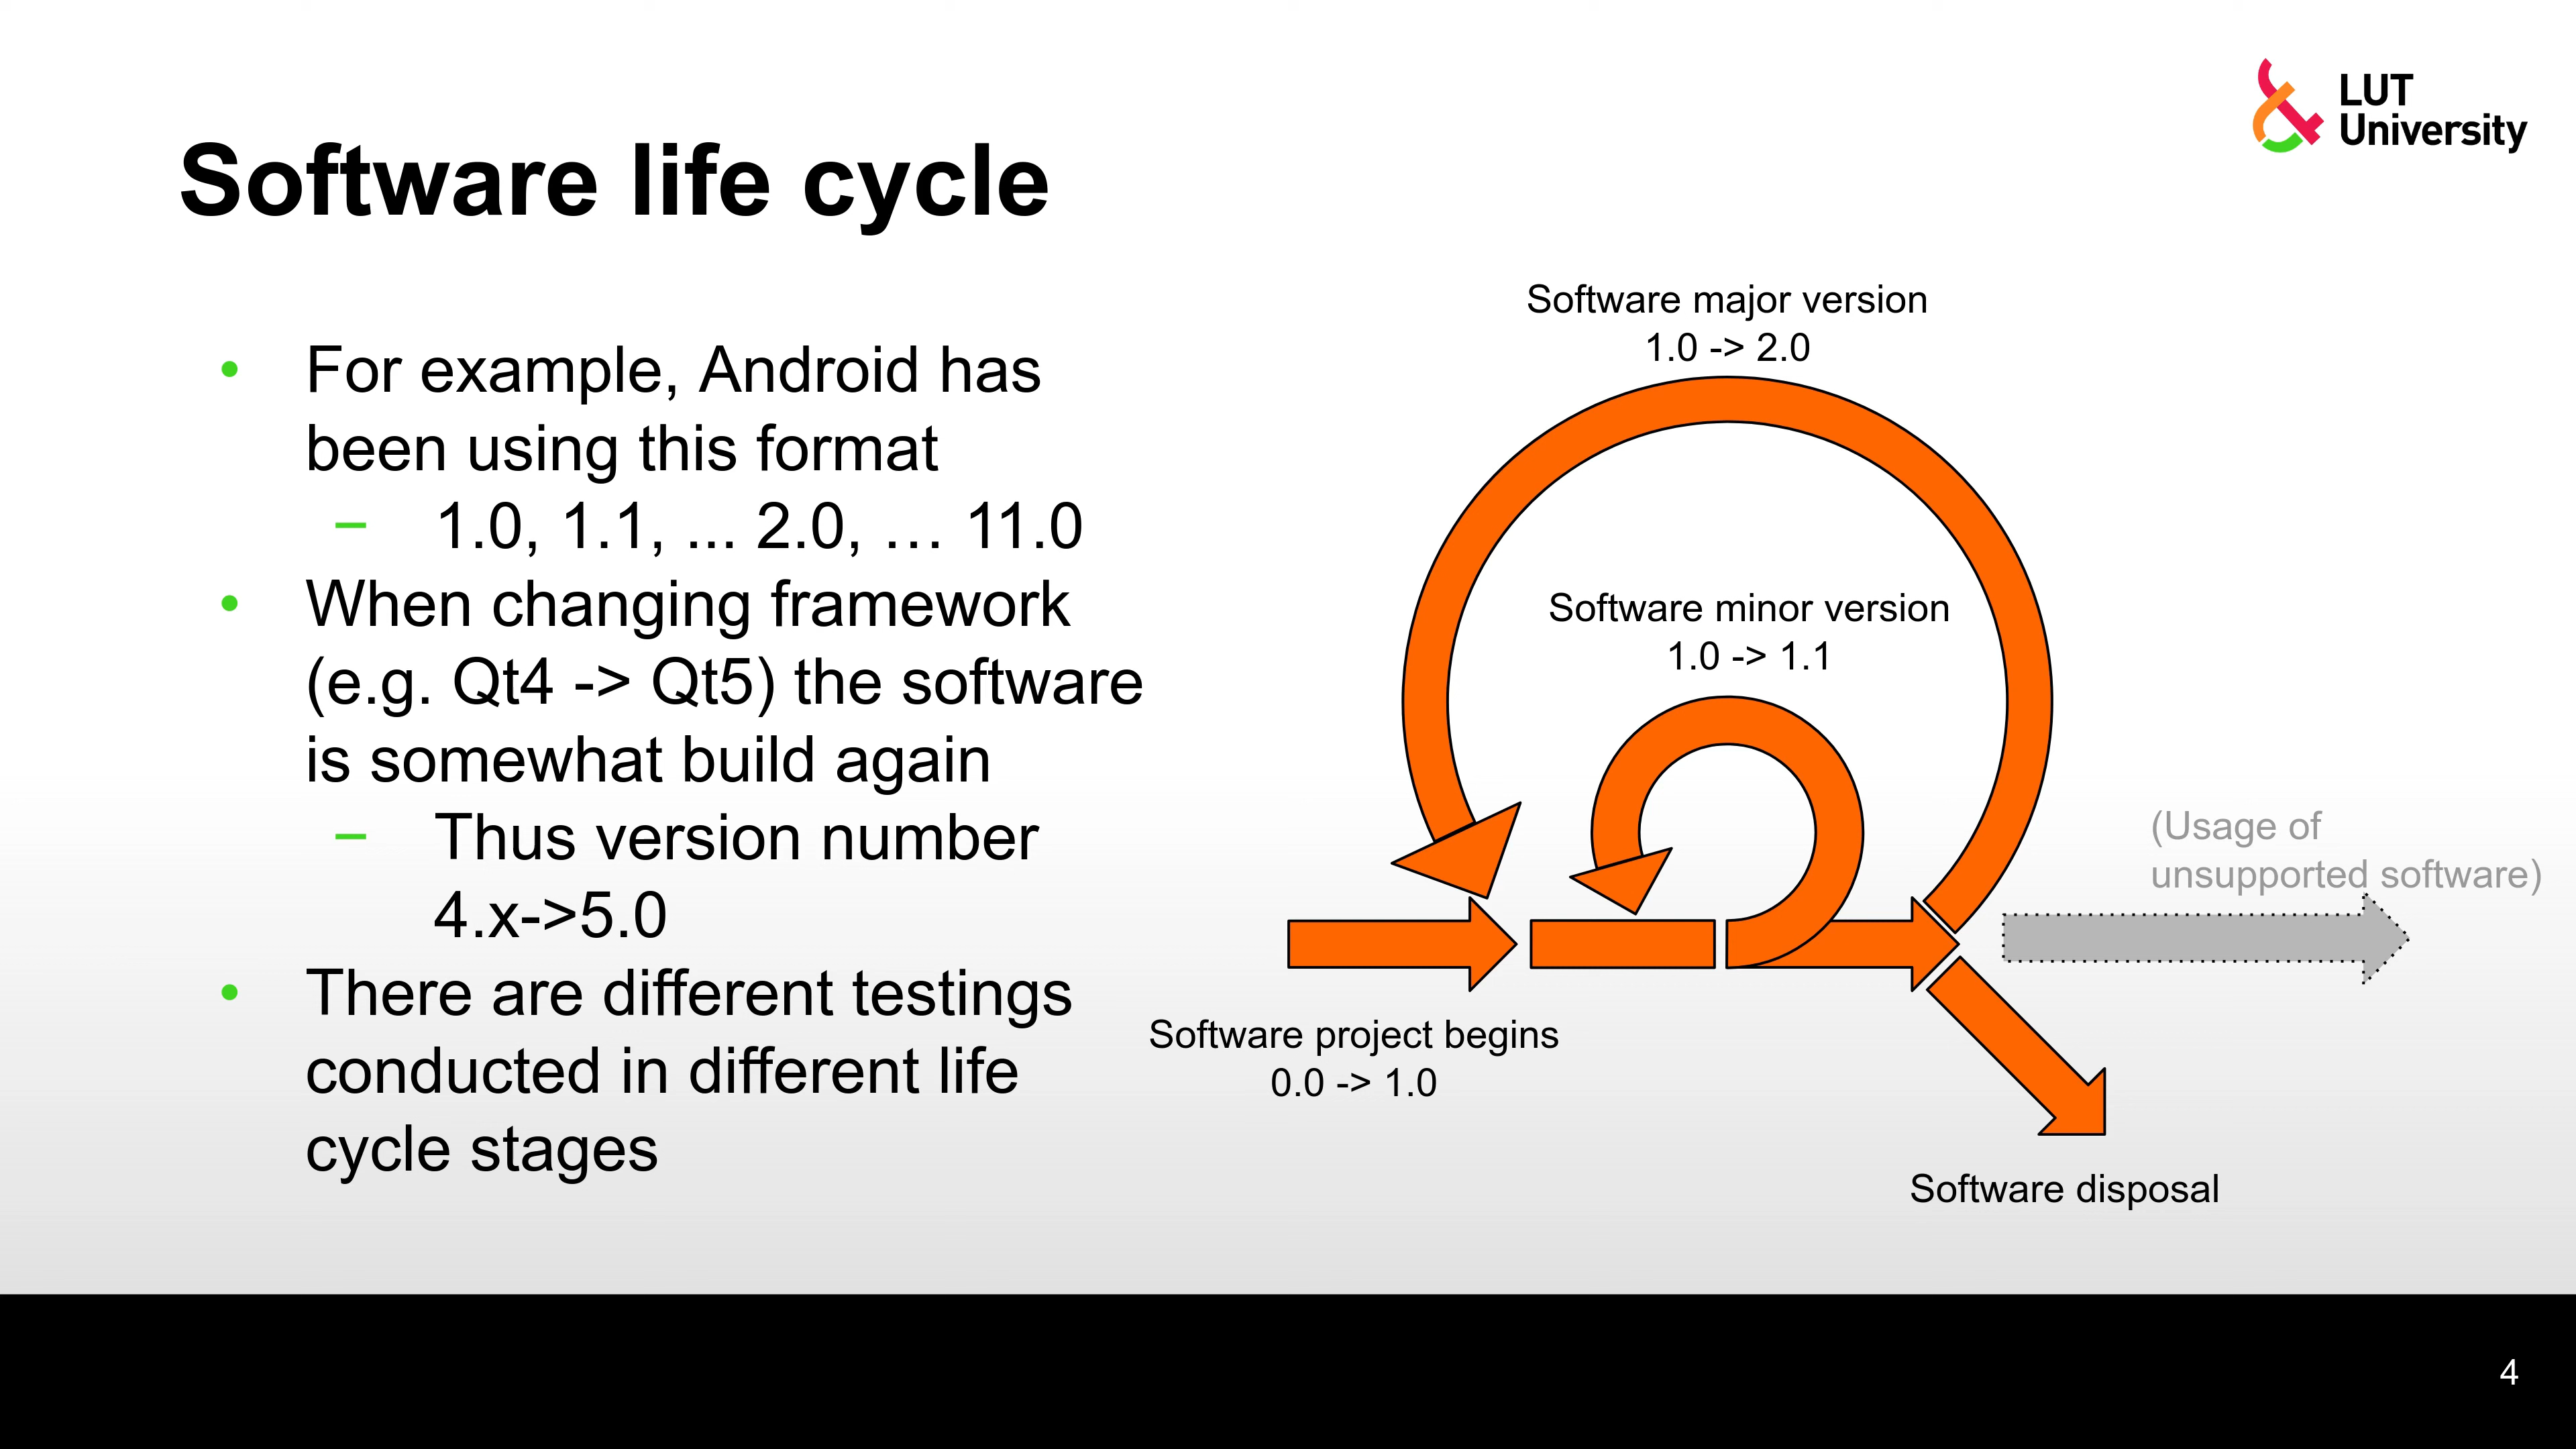 LUT
University
Software life cycle
• For example, Android has
been using this format
– 1.0, 1.1, ... 2.0, … 11.0
• When changing framework
(e.g. Qt4 -> Qt5) the software
is somewhat build again
– Thus version number
4.x->5.0
• There are different testings
conducted in different life
cycle stages
Software major version
1.0 -> 2.0
Software minor version
1.0 -> 1.1
(Usage of
unsupported software)
Software project begins
0.0 -> 1.0
Software disposal
4